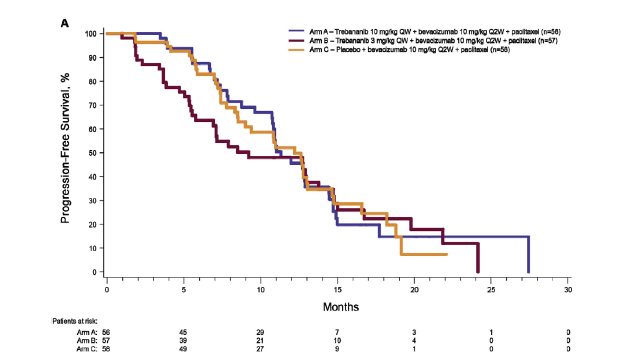 A
Arm A – Trebananib 10 mg/kg QW + bevacizumab 10 mg/kg Q2W + paclitaxel (n=56)
Arm B – Trebananib 3 mg/kg QW + bevacizumab 10 mg/kg Q2W + paclitaxel (n=57)
Arm C – Placebo + bevacizumab 10 mg/kg Q2W + paclitaxel (n=58)
Progression-Free Survival, %
100
90
80
70
60
50
40
30
20
10
0
0 5 10 15 20 25 30
Months
Patients at risk:
Arm A: 56 45 29 7 3 1 0
Arm B: 57 39 21 10 4 0 0
Arm C: 58 49 27 9 1 0 0